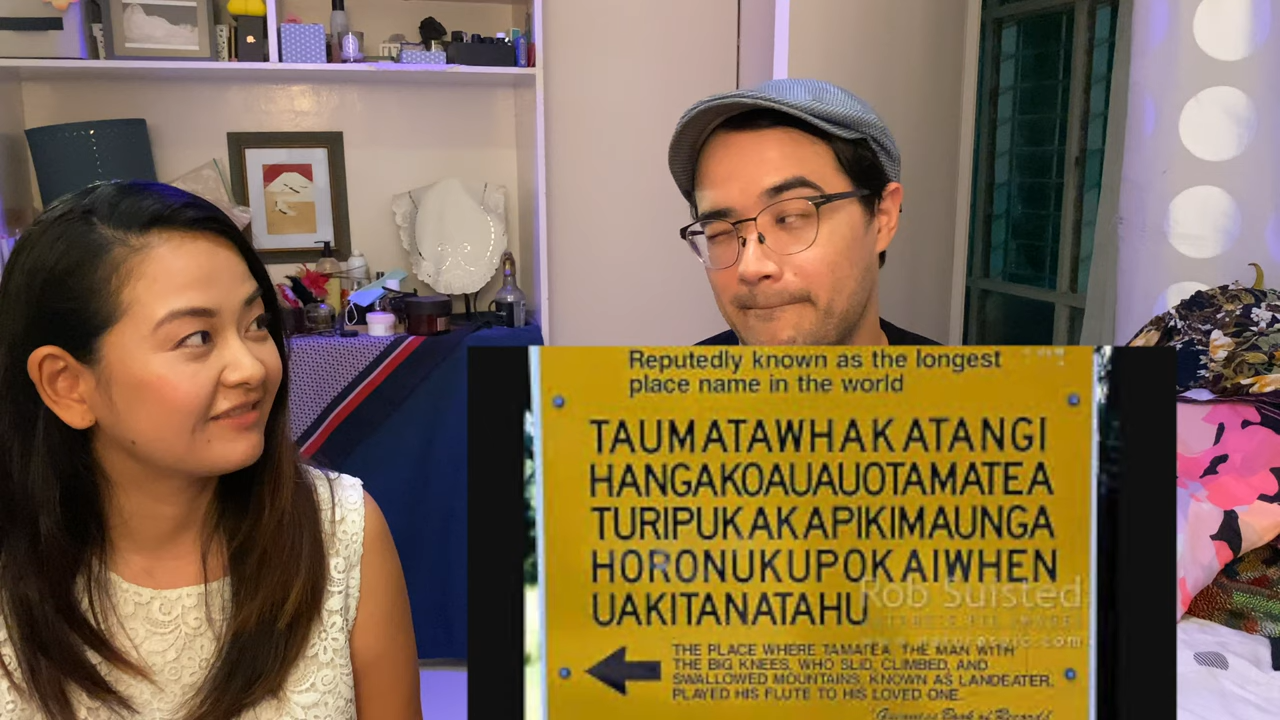 Reputedly known as the longest
place name in the world
TAUMATAWHAKATANGI
HANGAKOAUAUOTAMATEA
TURIPUKAKAPIKIMAUNGA
HORONUKUPOKAIWHEN
UAKITANATAHU
Rob Suisted
THE PLACE WHERE TAMATEA, THE MAN WITH
THE BIG KNEES, WHO SLID, CLIMBED, AND
SWALLOWED MOUNTAINS, KNOWN AS LANDEATER,
PLAYED HIS FLUTE TO HIS LOVED ONE.